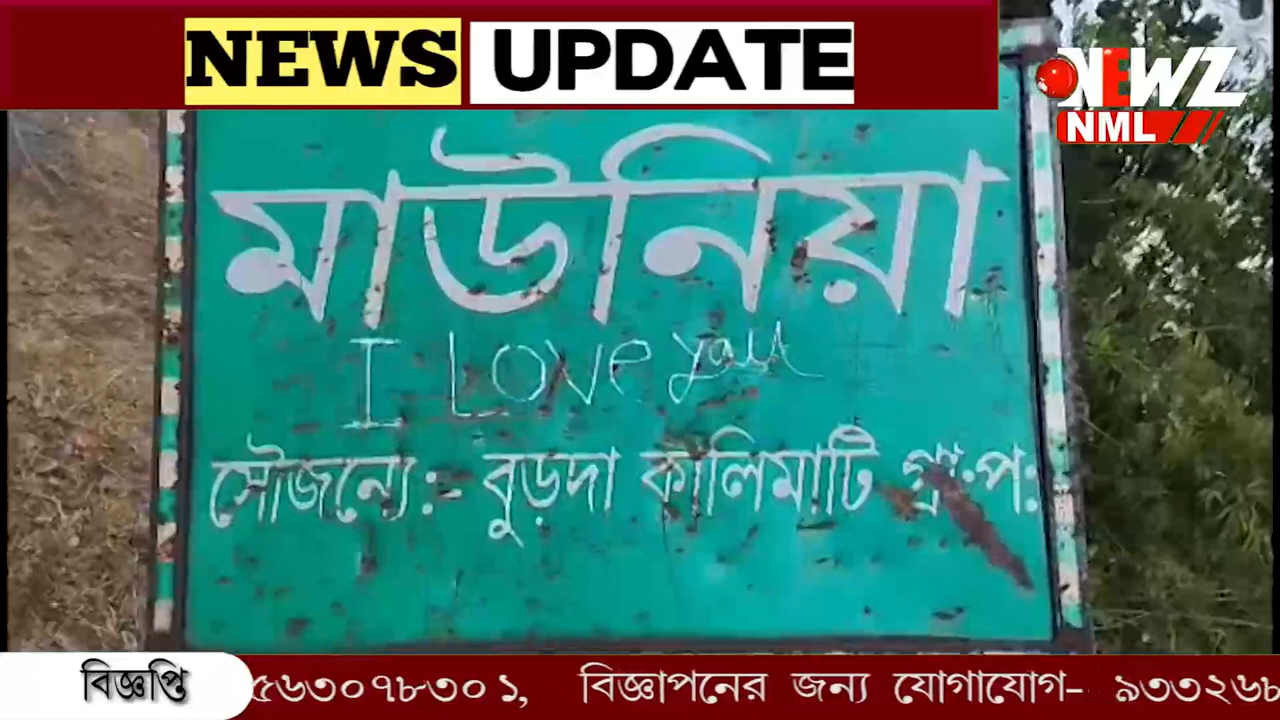 NEWS UPDATE
NEWZ
NML
মাউনিয়া
I Love you
সৌজন্যে:- বুড়দা কালিমাটি গ্রা:প:
বিজ্ঞপ্তি ৫৬৩০৭৮৩০১, বিজ্ঞাপনের জন্য যোগাযোগ- ৯৩৩২৬৮